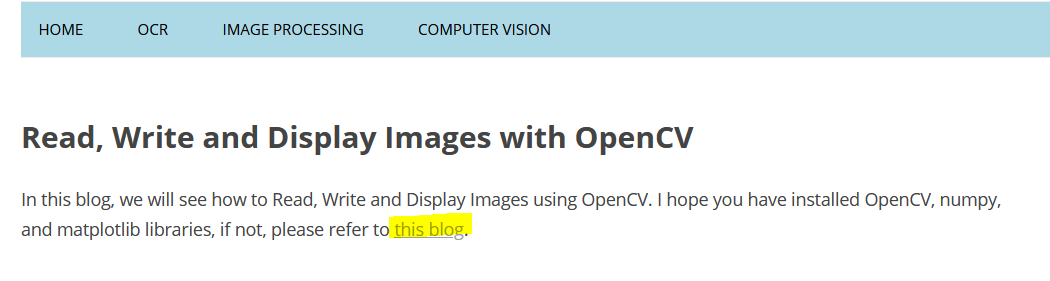 HOME OCR IMAGE PROCESSING COMPUTER VISION
Read, Write and Display Images with OpenCV
In this blog, we will see how to Read, Write and Display Images using OpenCV. I hope you have installed OpenCV, numpy,
and matplotlib libraries, if not, please refer to this blog.